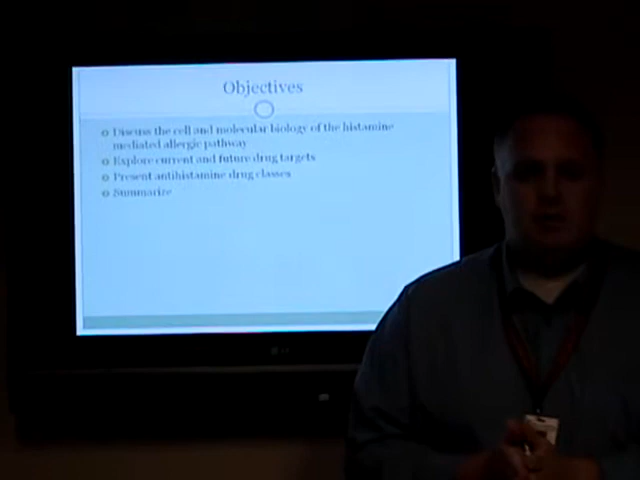 Objectives
Discuss the cell and molecular biology of the histamine
mediated allergic pathway
Explore current and future drug targets
Present antihistamine drug classes
Summarize
LG